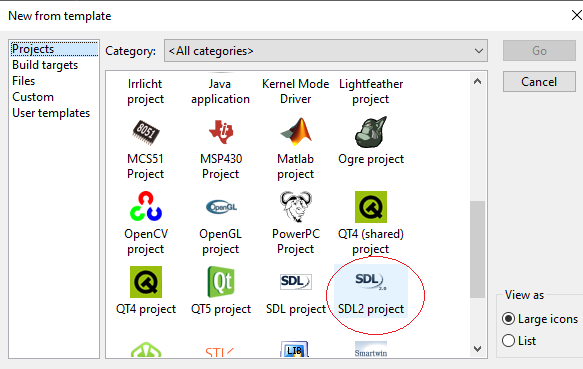 New from template
Projects
Build targets
Files
Custom
User templates
Category:
<All categories>
Go
Cancel
Irrlicht
project
Java
application
Kernel Mode
Driver
Lightfeather
project
8051
MCS51
Project
MSP430
Project
Matlab
project
Ogre project
OpenCV
project
OpenGL
OpenGL
project
PowerPC
Project
QT4 (shared)
project
QT4 project
Qt
QT5 project
SDL
SDL project
SDL 2.0
SDL2 project
STL
LIB
Smartwin
View as
Large icons
List